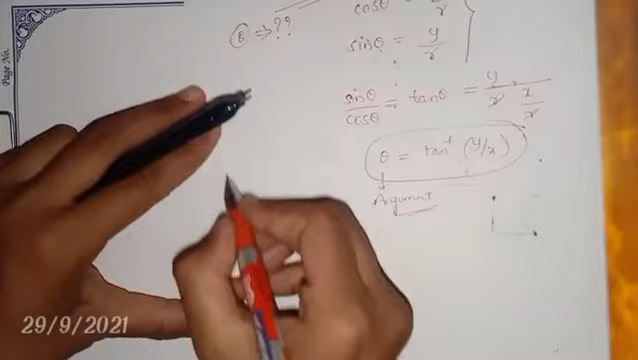 Page No.
θ ⇒ ??
cosθ
sinθ = y/r
sinθ/cosθ = tanθ = y/r x/r
θ = tan⁻¹ (y/x)
Argument
29/9/2021